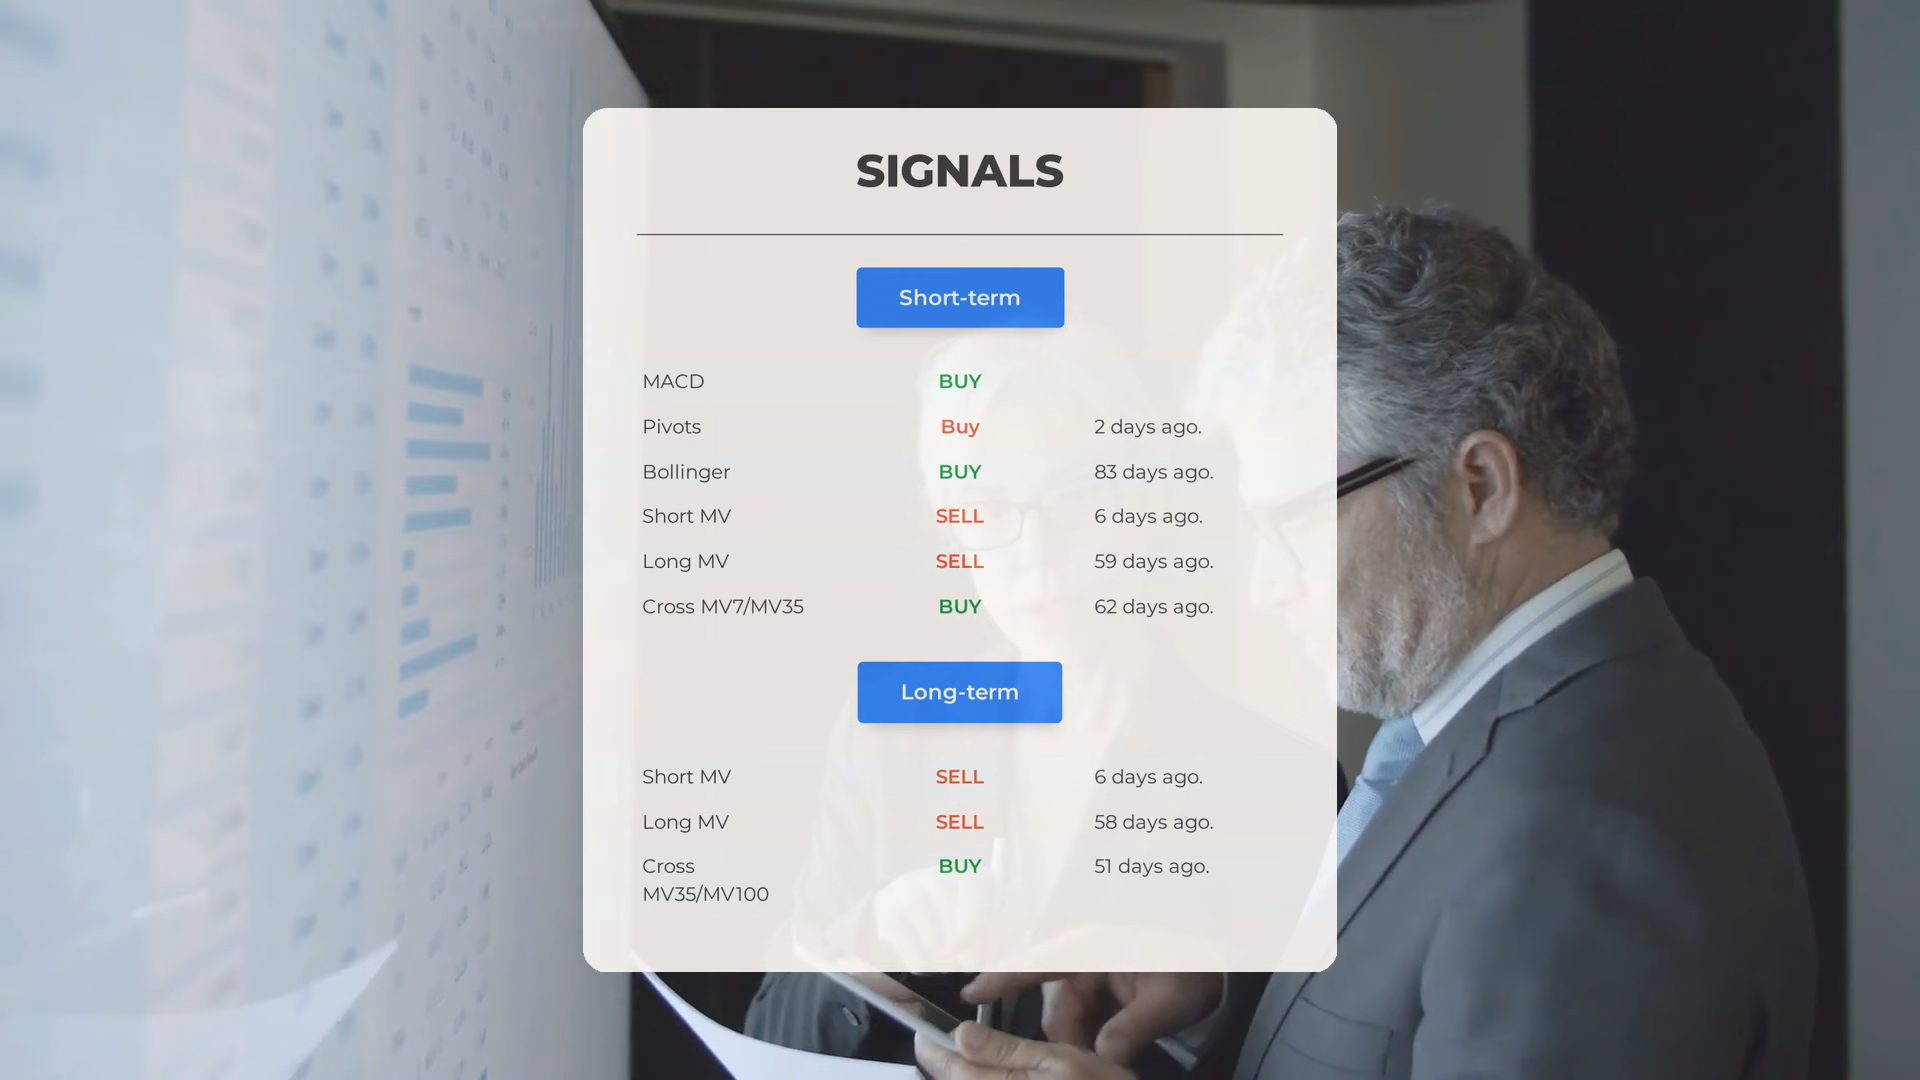 SIGNALS
Short-term
MACD BUY
Pivots Buy 2 days ago.
Bollinger BUY 83 days ago.
Short MV SELL 6 days ago.
Long MV SELL 59 days ago.
Cross MV7/MV35 BUY 62 days ago.
Long-term
Short MV SELL 6 days ago.
Long MV SELL 58 days ago.
Cross BUY 51 days ago.
MV35/MV100